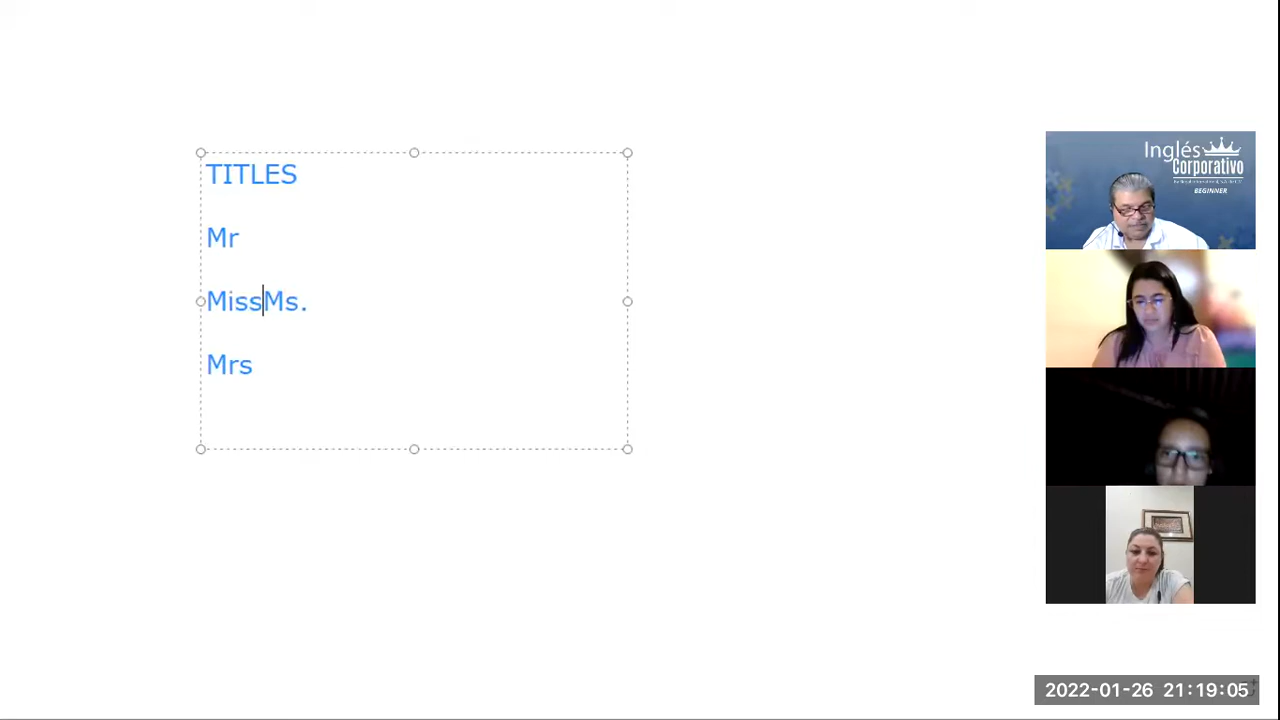 TITLES
Mr
MissMs.
Mrs
Inglés
Corporativo
BEGINNER
2022-01-26 21:19:05